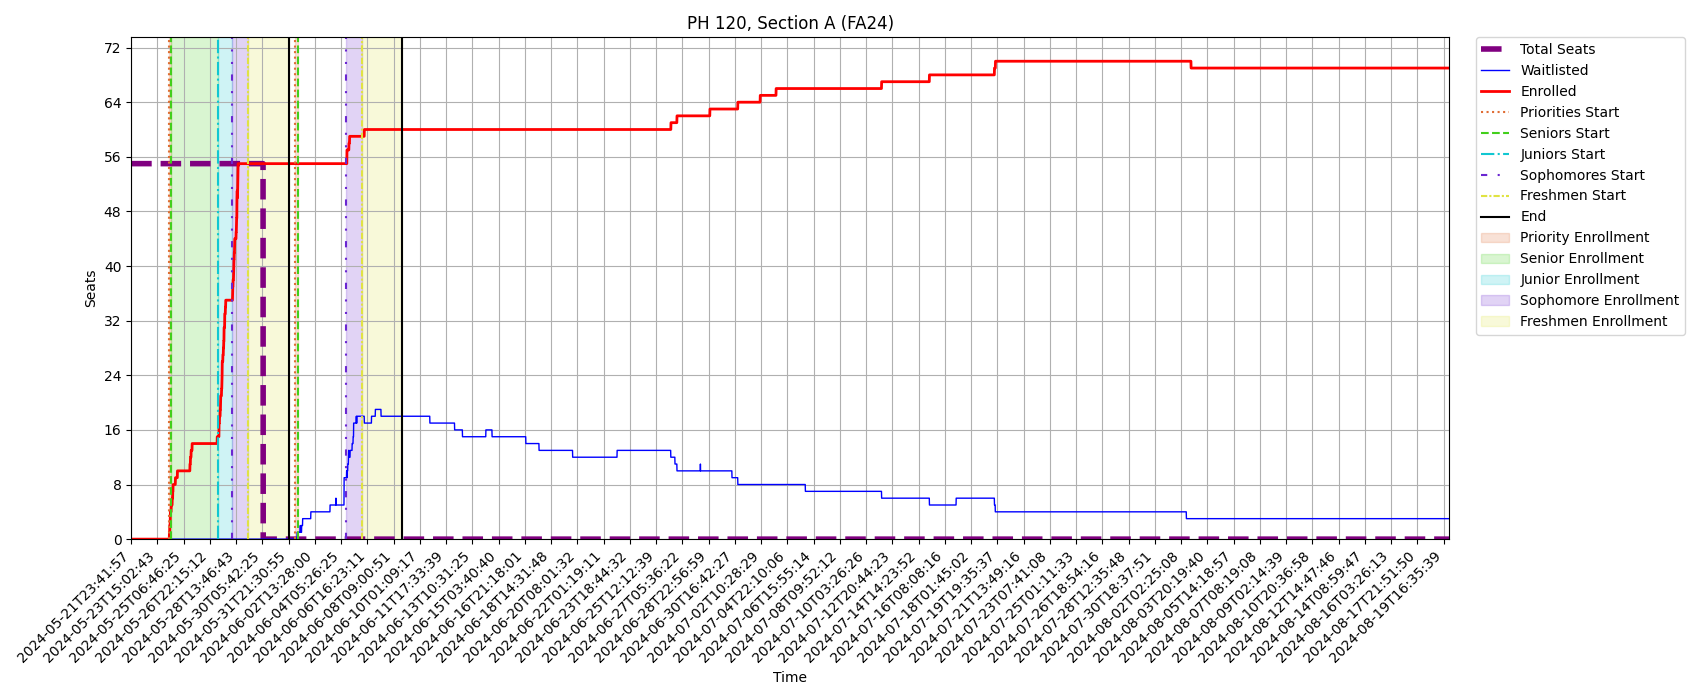 PH 120, Section A (FA24)
72
64
56
48
40
32
24
16
8
0
Seats
2024-05-21T23:41:57
2024-05-23T15:02:43
2024-05-25T06:46:25
2024-05-26T22:15:12
2024-05-28T13:46:43
2024-05-30T05:42:25
2024-05-31T21:30:55
2024-06-02T13:28:00
2024-06-04T05:26:25
2024-06-06T16:23:11
2024-06-08T09:00:51
2024-06-10T01:09:17
2024-06-11T17:33:39
2024-06-13T10:31:25
2024-06-15T03:40:40
2024-06-16T21:18:01
2024-06-18T14:31:48
2024-06-20T08:01:32
2024-06-22T01:19:11
2024-06-23T18:44:32
2024-06-25T12:12:39
2024-06-27T05:36:22
2024-06-28T22:56:59
2024-06-30T16:42:27
2024-07-02T10:28:29
2024-07-04T22:10:06
2024-07-06T15:55:14
2024-07-08T09:52:12
2024-07-10T03:26:26
2024-07-12T20:44:23
2024-07-14T14:23:52
2024-07-16T08:08:16
2024-07-18T01:45:02
2024-07-19T19:35:37
2024-07-21T13:49:16
2024-07-23T07:41:08
2024-07-25T01:11:33
2024-07-26T18:54:16
2024-07-28T12:35:48
2024-07-30T18:37:51
2024-08-02T02:25:08
2024-08-03T20:19:40
2024-08-05T14:18:57
2024-08-07T08:19:08
2024-08-09T02:14:39
2024-08-10T20:36:58
2024-08-12T14:47:46
2024-08-14T08:59:47
2024-08-16T03:26:13
2024-08-17T21:51:50
2024-08-19T16:35:39
Time
Total Seats
Waitlisted
Enrolled
Priorities Start
Seniors Start
Juniors Start
Sophomores Start
Freshmen Start
End
Priority Enrollment
Senior Enrollment
Junior Enrollment
Sophomore Enrollment
Freshmen Enrollment